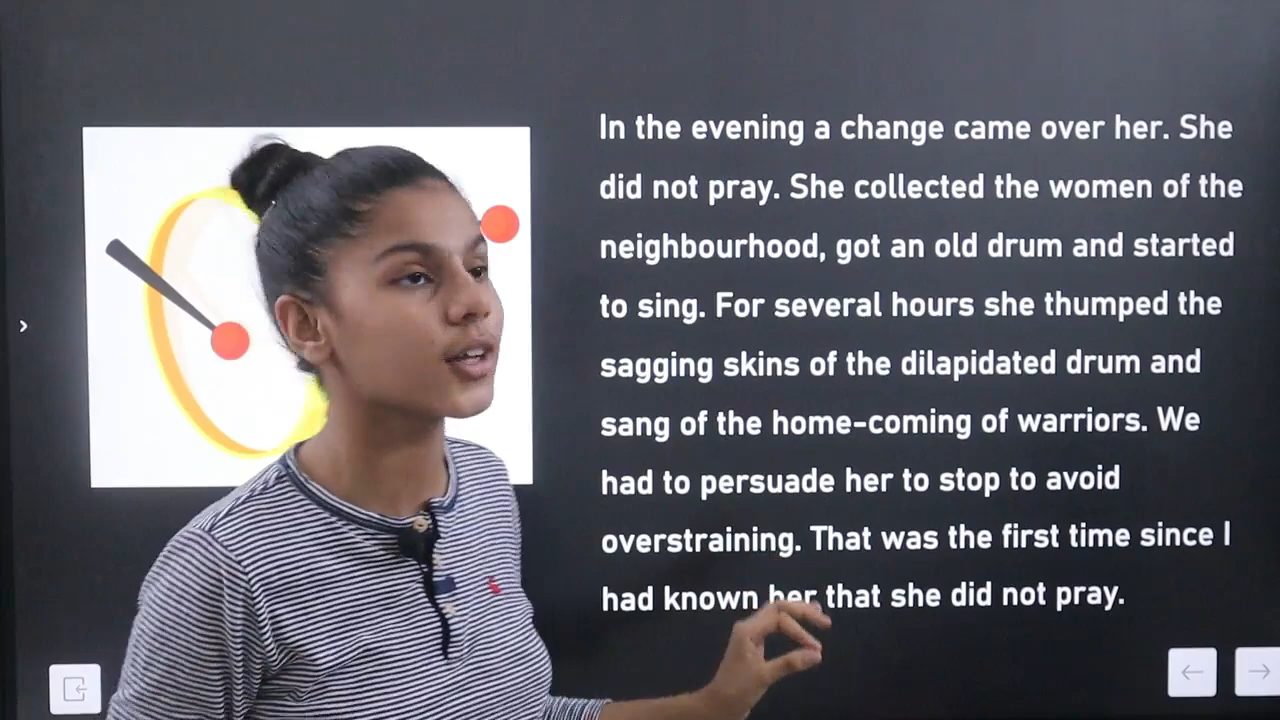 In the evening a change came over her. She
did not pray. She collected the women of the
neighbourhood, got an old drum and started
to sing. For several hours she thumped the
sagging skins of the dilapidated drum and
sang of the home-coming of warriors. We
had to persuade her to stop to avoid
overstraining. That was the first time since I
had known her that she did not pray.